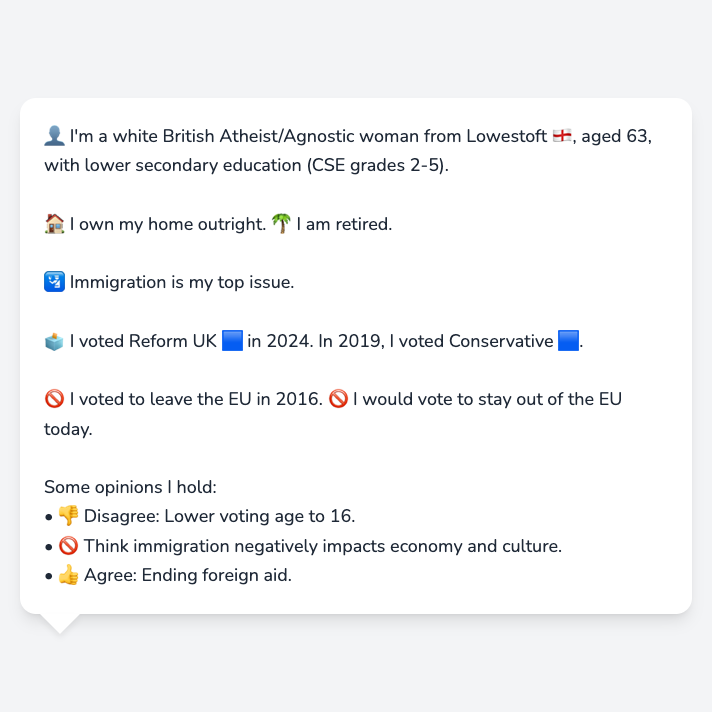 👤 I'm a white British Atheist/Agnostic woman from Lowestoft 🏴󠁧󠁢󠁥󠁮󠁧󠁿, aged 63,
with lower secondary education (CSE grades 2-5).
🏠 I own my home outright. 🌴 I am retired.
🛂 Immigration is my top issue.
🗳️ I voted Reform UK 🟦 in 2024. In 2019, I voted Conservative 🟦.
🚫 I voted to leave the EU in 2016. 🚫 I would vote to stay out of the EU
today.
Some opinions I hold:
• 👎 Disagree: Lower voting age to 16.
• 🚫 Think immigration negatively impacts economy and culture.
• 👍 Agree: Ending foreign aid.